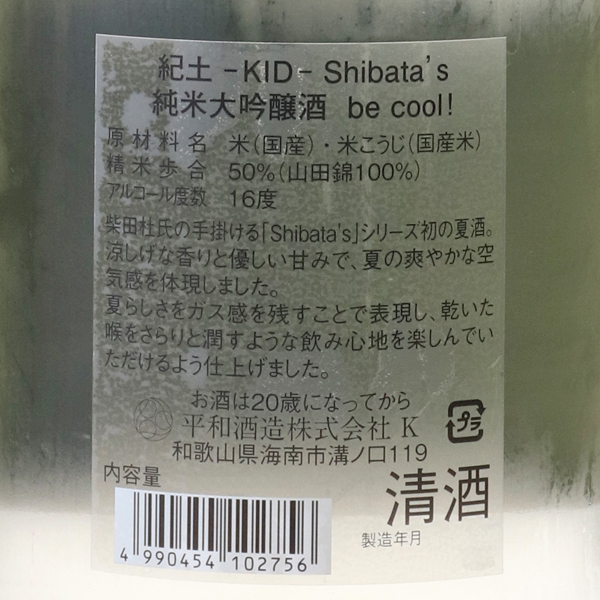 紀土 -KID- Shibata's
純米大吟醸酒 be cool!
原材料名 米(国産)・米こうじ(国産米)
精米歩合 50%(山田錦100%)
アルコール度数 16度
柴田杜氏の手掛ける「Shibata's」シリーズ初の夏酒。
涼しげな香りと優しい甘みで、夏の爽やかな空
気感を体現しました。
夏らしさをガス感を残すことで表現し、乾いた
喉をさらりと潤すような飲み心地を楽しんでい
ただけるよう仕上げました。
お酒は20歳になってから
平和酒造株式会社 K
和歌山県海南市溝ノ口119
プラ
内容量
清酒
製造年月
4 990454 102756